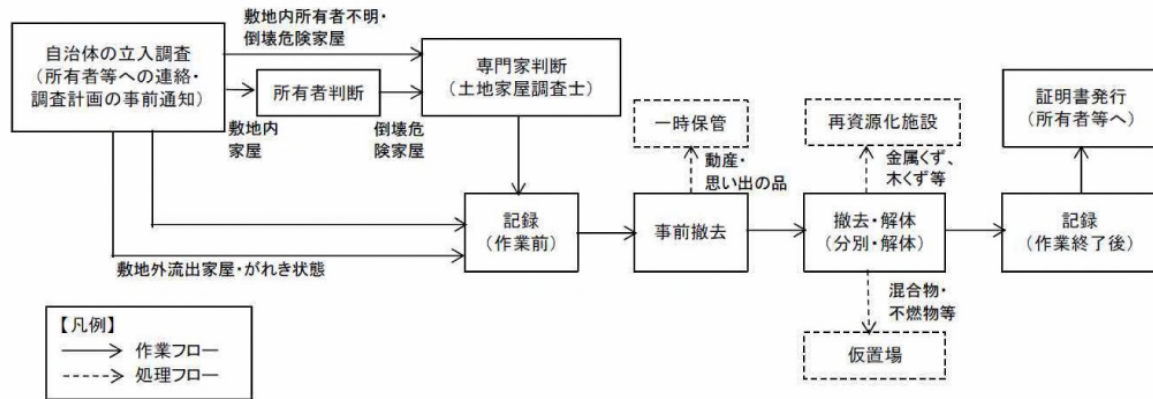 敷地内所有者不明・
倒壊危険家屋
自治体の立入調査
(所有者等への連絡・
調査計画の事前通知)
所有者判断
専門家判断
(土地家屋調査士)
敷地内
家屋
倒壊危
険家屋
一時保管
再資源化施設
証明書発行
(所有者等へ)
動産・
思い出の品
金属くず、
木くず等
記録
(作業前)
事前撤去
撤去・解体
(分別・解体)
記録
(作業終了後)
敷地外流出家屋・がれき状態
混合物・
不燃物等
仮置場
【凡例】
作業フロー
処理フロー